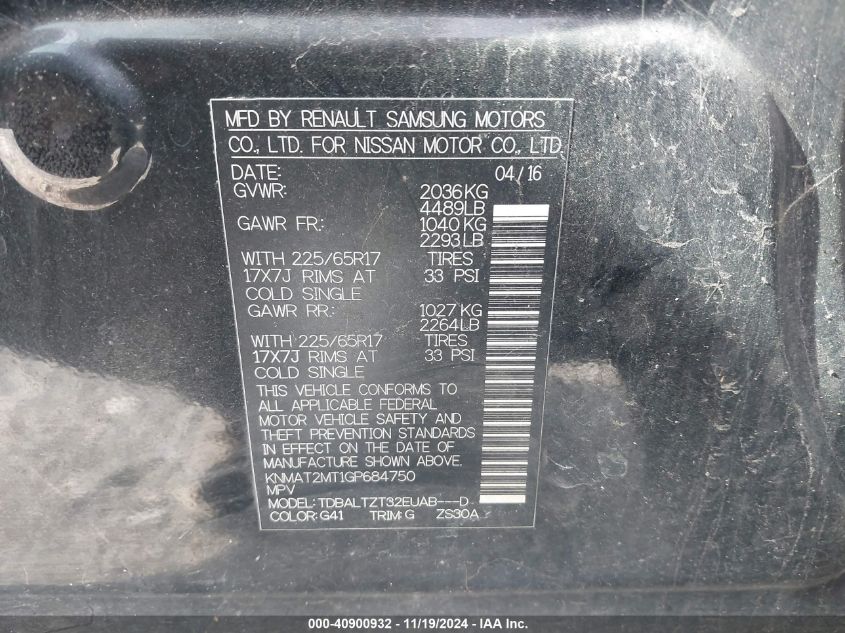 MFD BY RENAULT SAMSUNG MOTORS
CO., LTD. FOR NISSAN MOTOR CO., LTD.
DATE: 04/16
GVWR: 2036KG
4489LB
GAWR FR: 1040 KG
2293LB
WITH 225/65R17 TIRES
17X7J RIMS AT 33 PSI
COLD SINGLE
GAWR RR: 1027 KG
2264LB
WITH 225/65R17 TIRES
17X7J RIMS AT 33 PSI
COLD SINGLE
THIS VEHICLE CONFORMS TO
ALL APPLICABLE FEDERAL
MOTOR VEHICLE SAFETY AND
THEFT PREVENTION STANDARDS
IN EFFECT ON THE DATE OF
MANUFACTURE SHOWN ABOVE.
KNMAT2MT1GP684750
MPV
MODEL: TDBALTZT32EUAB---D
COLOR: G41 TRIM: G ZS30A
000-40900932 - 11/19/2024 - IAA Inc.